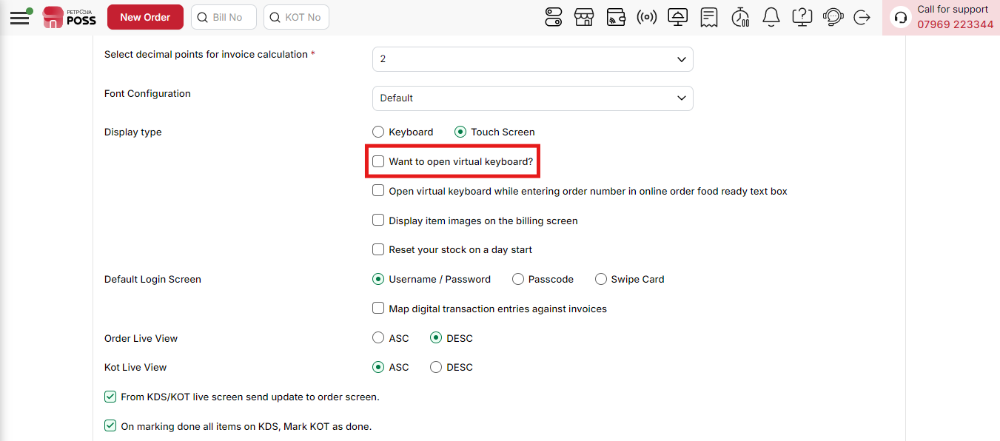 PETPOOJA
POSS
New Order
Bill No
KOT No
Call for support
07969 223344
Select decimal points for invoice calculation *
2
Font Configuration
Default
Display type
Keyboard Touch Screen
Want to open virtual keyboard?
Open virtual keyboard while entering order number in online order food ready text box
Display item images on the billing screen
Reset your stock on a day start
Default Login Screen
Username / Password Passcode Swipe Card
Map digital transaction entries against invoices
Order Live View
ASC DESC
Kot Live View
ASC DESC
From KDS/KOT live screen send update to order screen.
On marking done all items on KDS, Mark KOT as done.